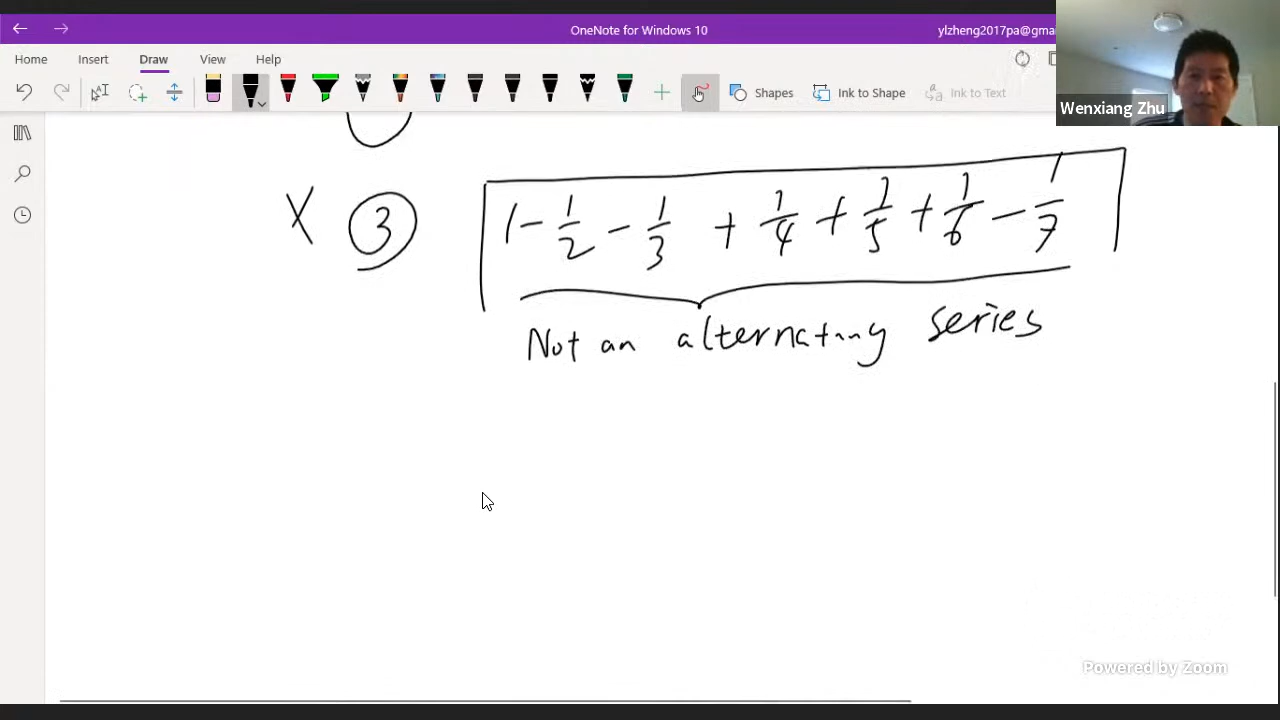 OneNote for Windows 10
ylzheng2017pa@gma
Home Insert Draw View Help
Shapes Ink to Shape Ink to Text
Wenxiang Zhu
X ③ 1 - 1/2 - 1/3 + 1/4 + 1/5 + 1/6 - 1/7
Not an alternating series
Powered by Zoom